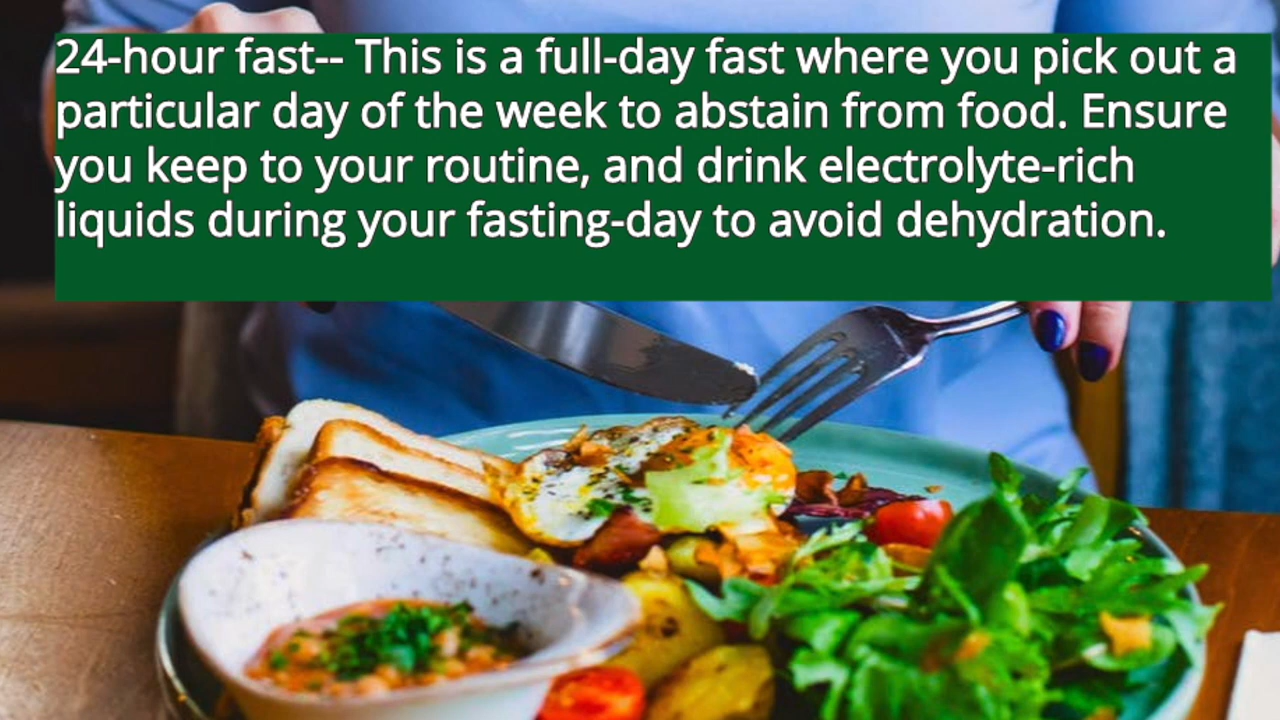 24-hour fast-- This is a full-day fast where you pick out a
particular day of the week to abstain from food. Ensure
you keep to your routine, and drink electrolyte-rich
liquids during your fasting-day to avoid dehydration.